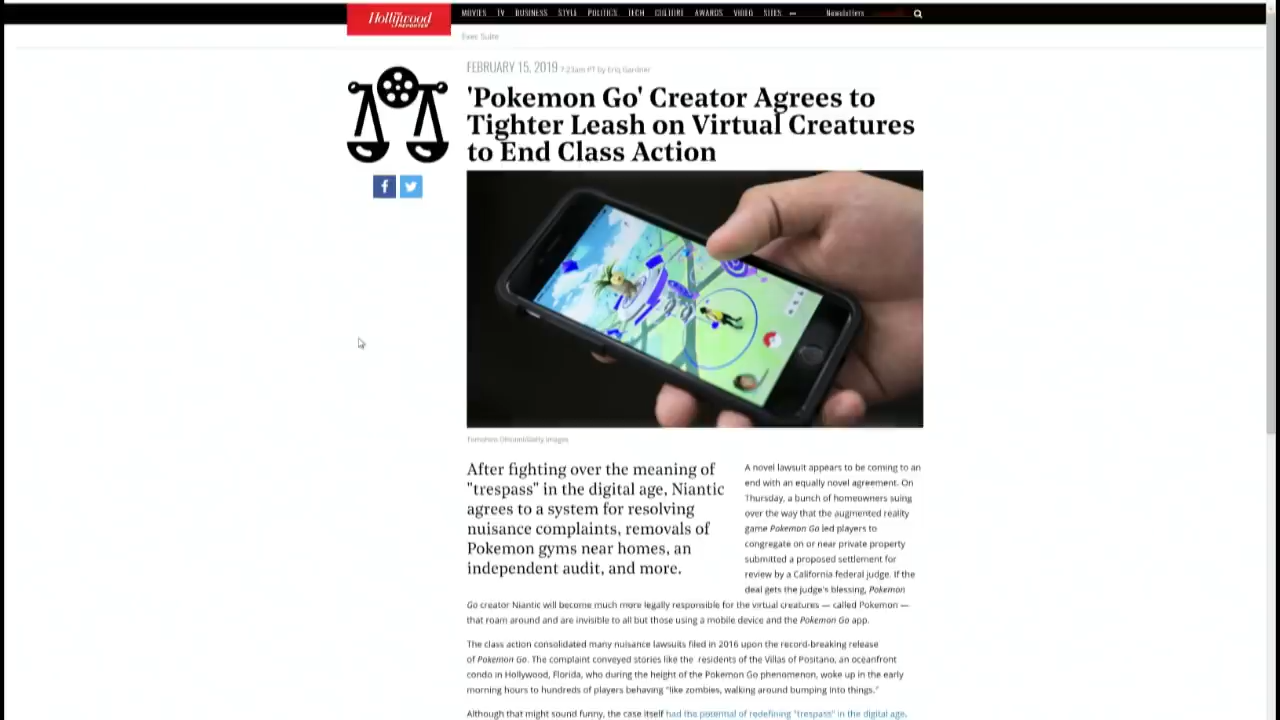 The Hollywood REPORTER
MOVIES TV BUSINESS STYLE POLITICS TECH CULTURE AWARDS VIDEO SITES Newsletters
Exec Suite
FEBRUARY 15, 2019 7:23am PT by Eriq Gardner
'Pokemon Go' Creator Agrees to
Tighter Leash on Virtual Creatures
to End Class Action
Tomohiro Ohsumi/Getty Images
After fighting over the meaning of
"trespass" in the digital age, Niantic
agrees to a system for resolving
nuisance complaints, removals of
Pokemon gyms near homes, an
independent audit, and more.
A novel lawsuit appears to be coming to an
end with an equally novel agreement. On
Thursday, a bunch of homeowners suing
over the way that the augmented reality
game Pokemon Go led players to
congregate on or near private property
submitted a proposed settlement for
review by a California federal judge. If the
deal gets the judge's blessing, Pokemon
Go creator Niantic will become much more legally responsible for the virtual creatures — called Pokemon —
that roam around and are invisible to all but those using a mobile device and the Pokemon Go app.
The class action consolidated many nuisance lawsuits filed in 2016 upon the record-breaking release
of Pokemon Go. The complaint conveyed stories like the residents of the Villas of Positano, an oceanfront
condo in Hollywood, Florida, who during the height of the Pokemon Go phenomenon, woke up in the early
morning hours to hundreds of players behaving "like zombies, walking around bumping into things."
Although that might sound funny, the case itself had the potential of redefining "trespass" in the digital age.